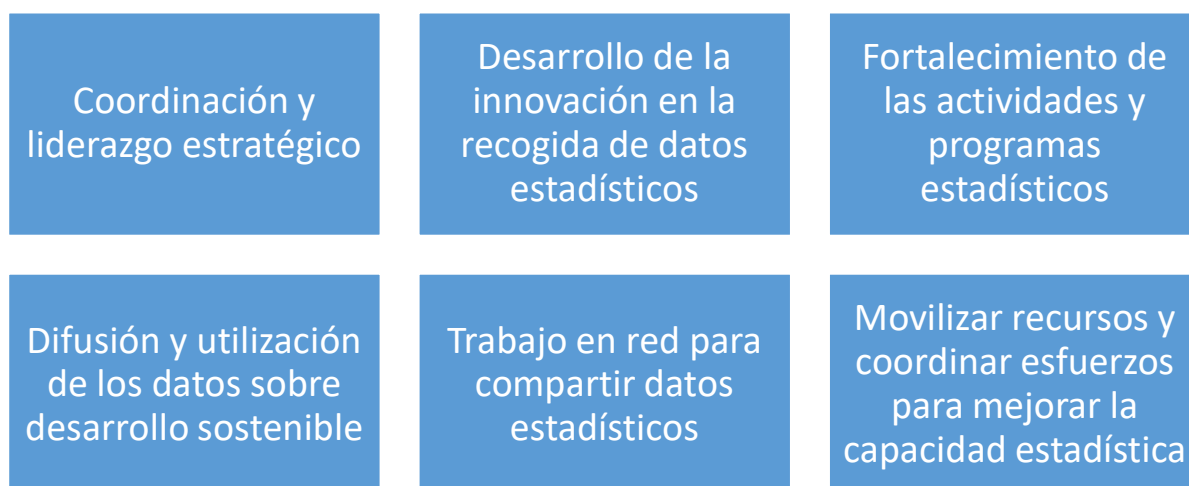 Coordinación y
liderazgo estratégico
Desarrollo de la
innovación en la
recogida de datos
estadísticos
Fortalecimiento de
las actividades y
programas
estadísticos
Difusión y utilización
de los datos sobre
desarrollo sostenible
Trabajo en red para
compartir datos
estadísticos
Movilizar recursos y
coordinar esfuerzos
para mejorar la
capacidad estadística